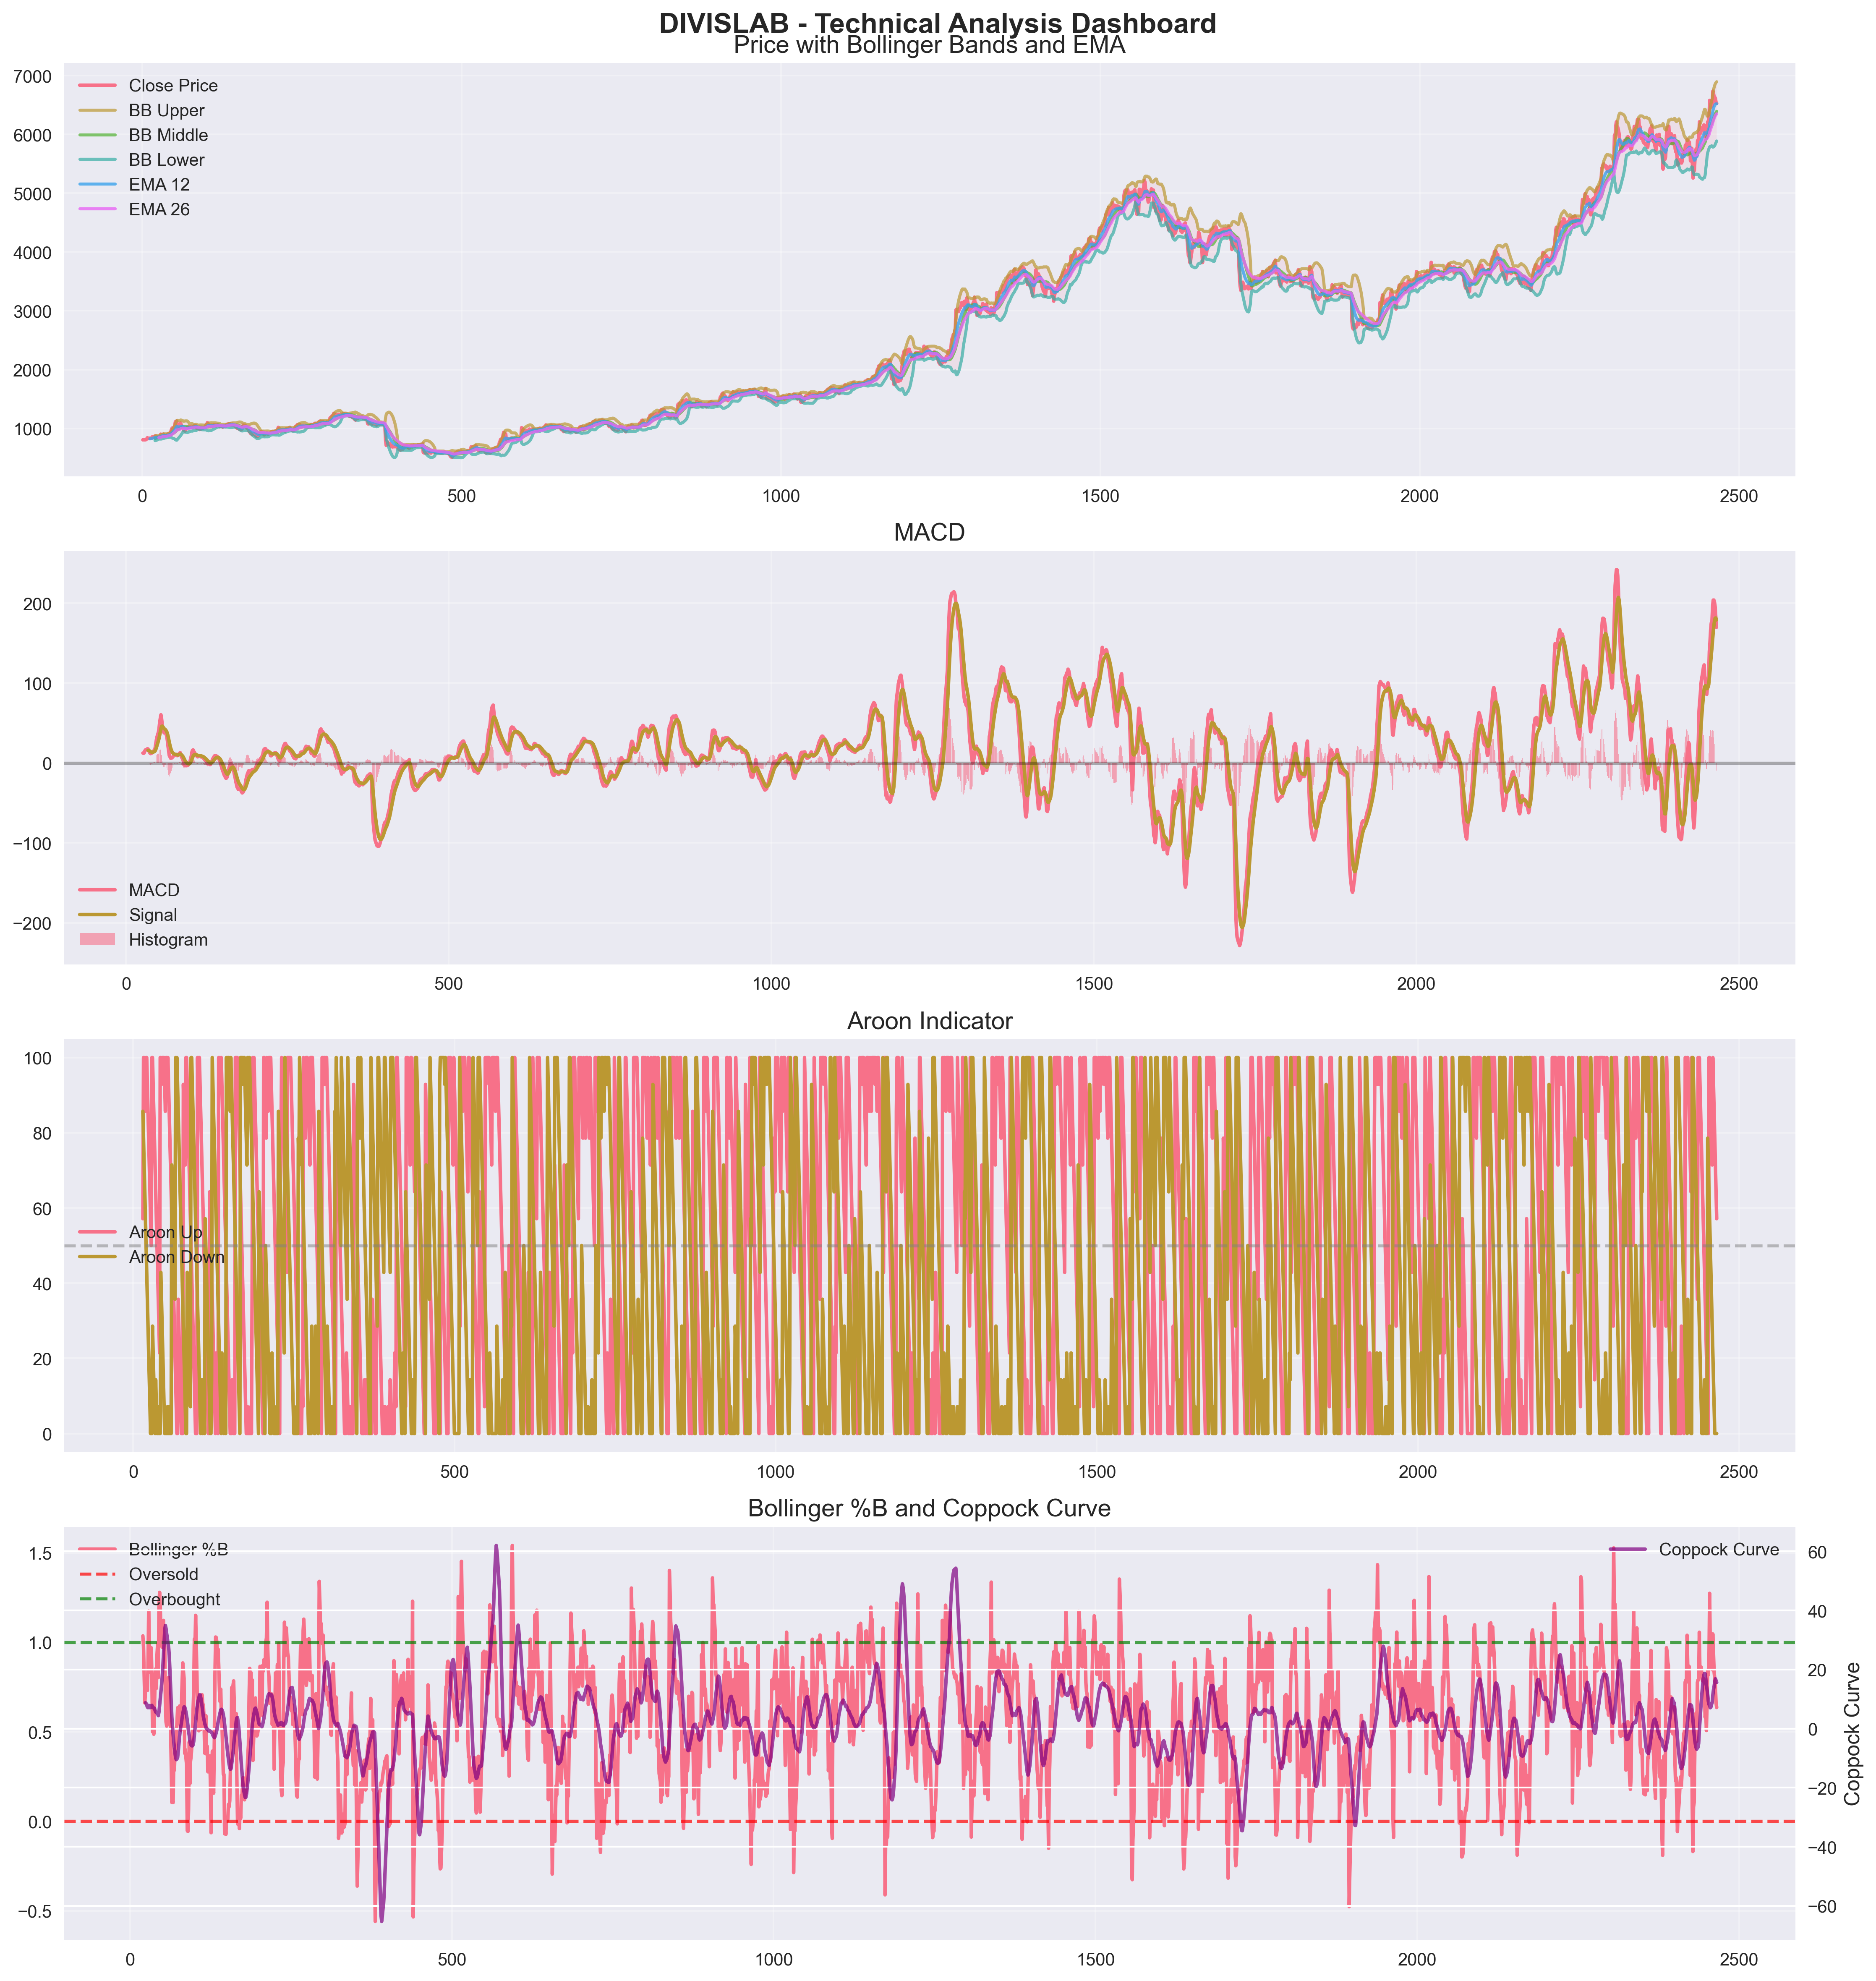 DIVISLAB - Technical Analysis Dashboard
Price with Bollinger Bands and EMA
7000
6000
5000
4000
3000
2000
1000
Close Price
BB Upper
BB Middle
BB Lower
EMA 12
EMA 26
0 500 1000 1500 2000 2500
MACD
200
100
0
−100
−200
MACD
Signal
Histogram
0 500 1000 1500 2000 2500
Aroon Indicator
100
80
60
40
20
0
Aroon Up
Aroon Down
0 500 1000 1500 2000 2500
Bollinger %B and Coppock Curve
1.5
1.0
0.5
0.0
−0.5
Bollinger %B
Oversold
Overbought
Coppock Curve
60
40
20
0
−20
−40
−60
Coppock Curve
0 500 1000 1500 2000 2500